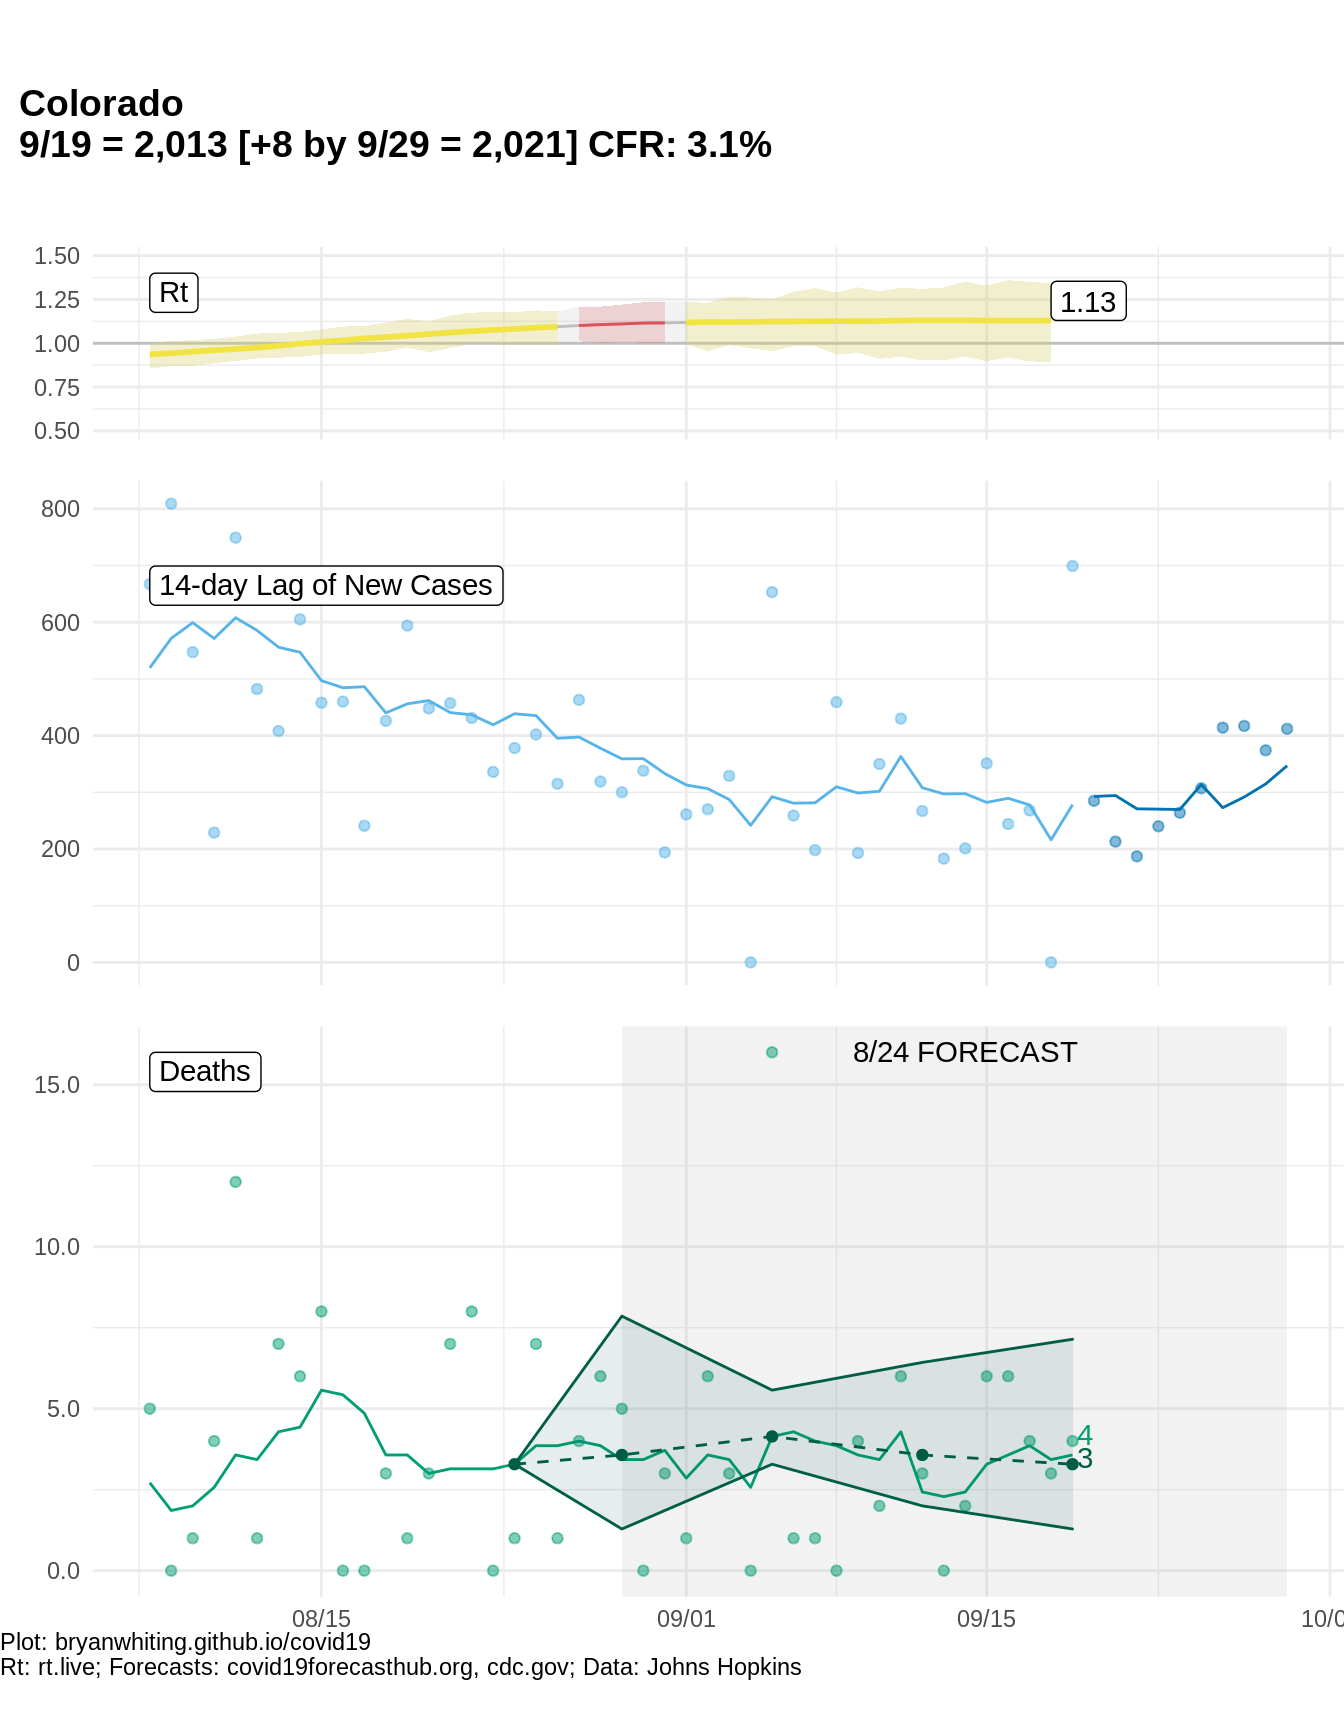 Colorado
9/19 = 2,013 [+8 by 9/29 = 2,021] CFR: 3.1%
1.50
1.25
1.00
0.75
0.50
Rt
1.13
800
600
400
200
0
14-day Lag of New Cases
15.0
10.0
5.0
0.0
Deaths
8/24 FORECAST
4
3
08/15
09/01
09/15
10/0
Plot: bryanwhiting.github.io/covid19
Rt: rt.live; Forecasts: covid19forecasthub.org, cdc.gov; Data: Johns Hopkins